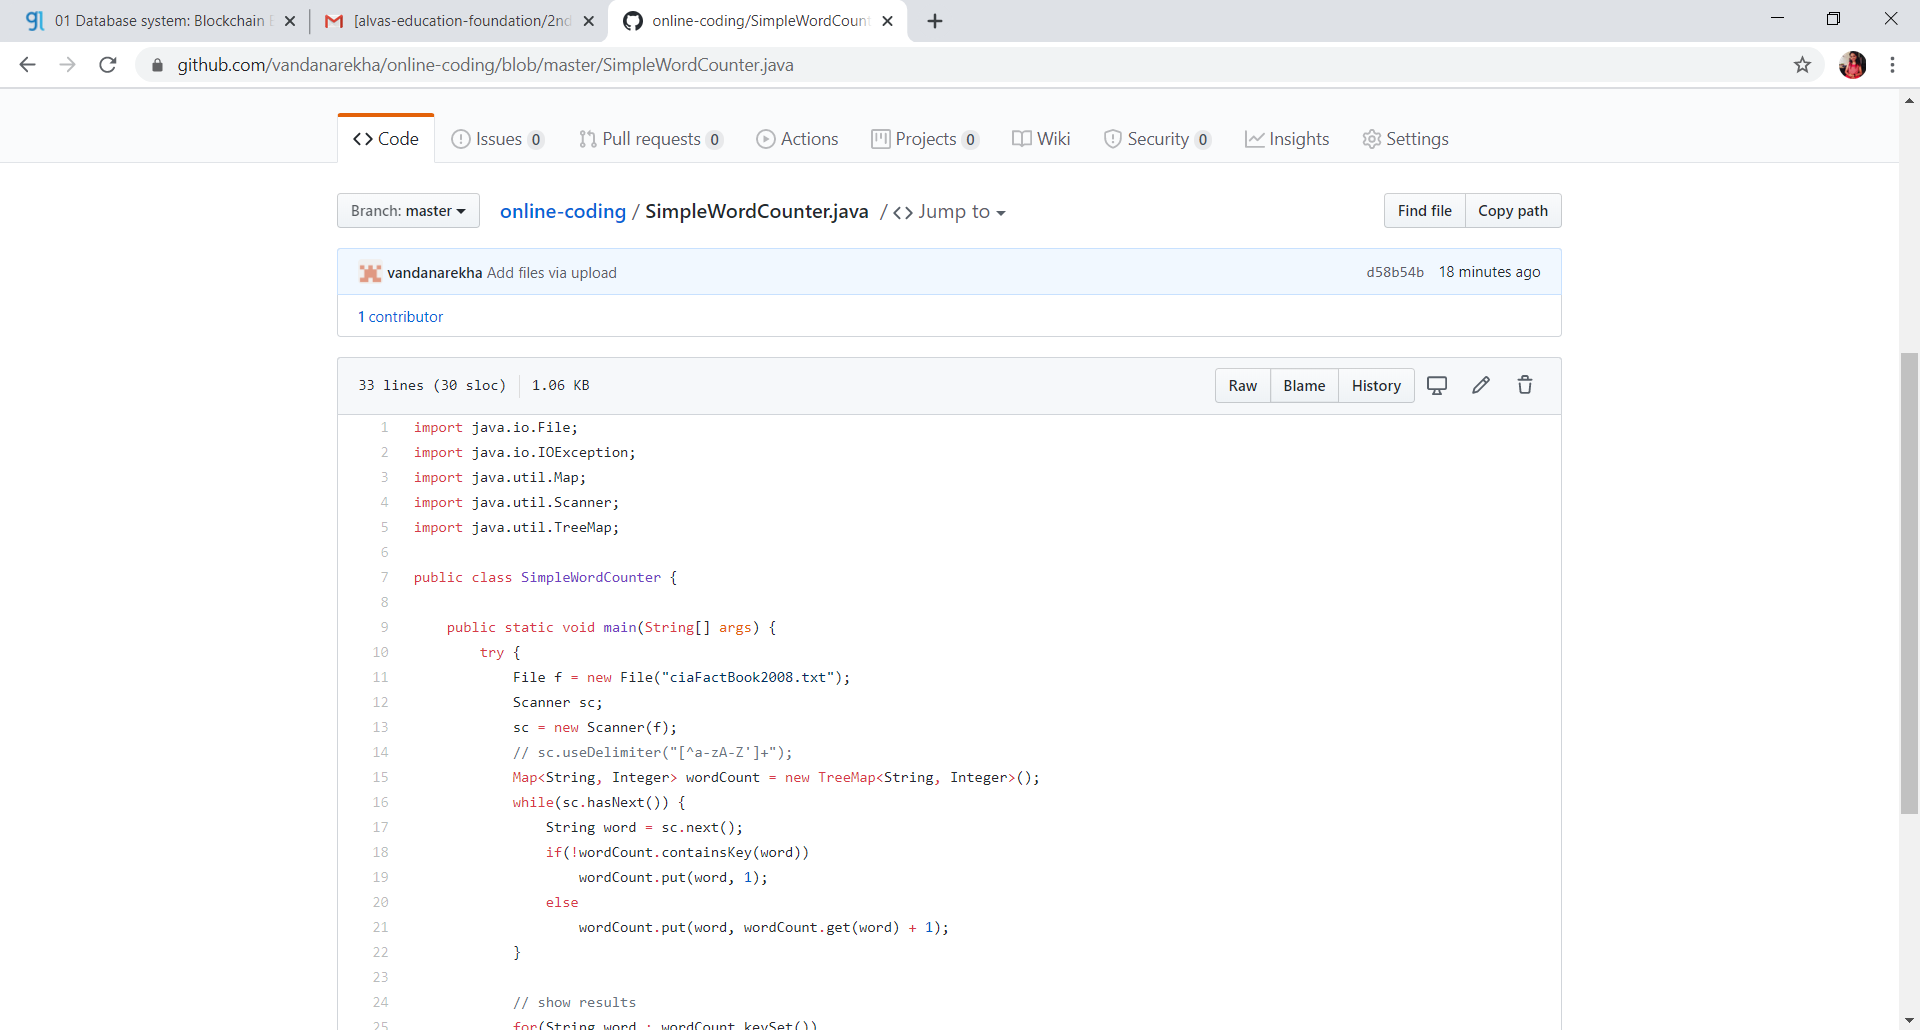 gl 01 Database system: Blockchain
[alvas-education-foundation/2nd
online-coding/SimpleWordCount
github.com/vandanarekha/online-coding/blob/master/SimpleWordCounter.java
Code Issues 0 Pull requests 0 Actions Projects 0 Wiki Security 0 Insights Settings
Branch: master online-coding / SimpleWordCounter.java / <> Jump to Find file Copy path
vandanarekha Add files via upload d58b54b 18 minutes ago
1 contributor
33 lines (30 sloc) 1.06 KB Raw Blame History
1 import java.io.File;
2 import java.io.IOException;
3 import java.util.Map;
4 import java.util.Scanner;
5 import java.util.TreeMap;
6
7 public class SimpleWordCounter {
8
9 public static void main(String[] args) {
10 try {
11 File f = new File("ciaFactBook2008.txt");
12 Scanner sc;
13 sc = new Scanner(f);
14 // sc.useDelimiter("[^a-zA-Z']+");
15 Map<String, Integer> wordCount = new TreeMap<String, Integer>();
16 while(sc.hasNext()) {
17 String word = sc.next();
18 if(!wordCount.containsKey(word))
19 wordCount.put(word, 1);
20 else
21 wordCount.put(word, wordCount.get(word) + 1);
22 }
23
24 // show results
25 for(String word : wordCount.keySet())